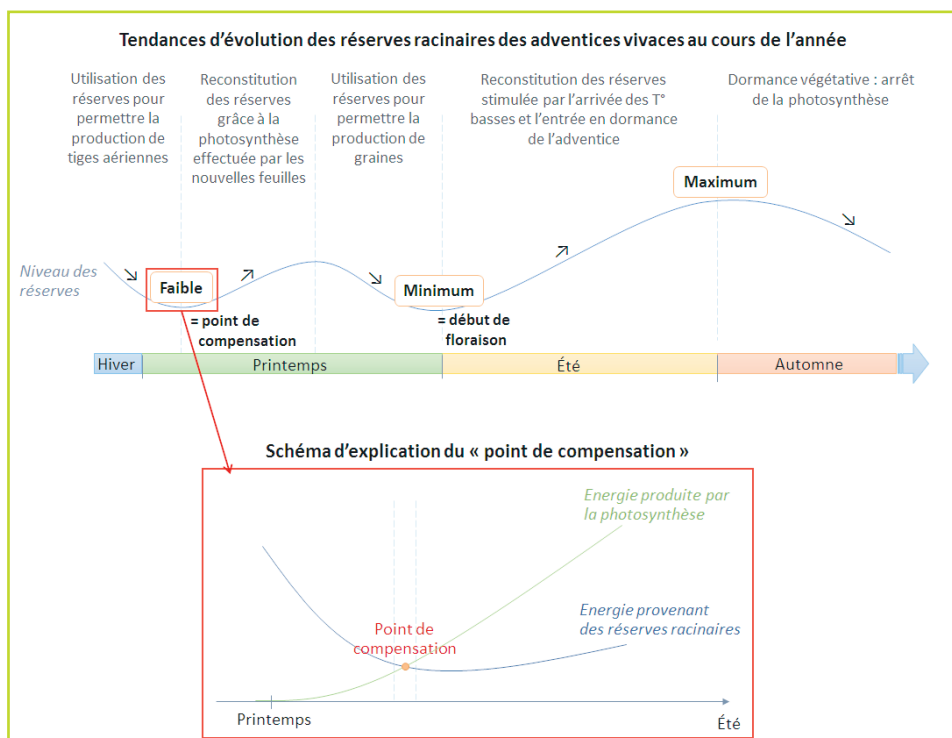 Tendances d'évolution des réserves racinaires des adventices vivaces au cours de l'année
Utilisation des
réserves pour
permettre la
production de
tiges aériennes
Reconstitution
des réserves
grâce à la
photosynthèse
effectuée par les
nouvelles feuilles
Utilisation des
réserves pour
permettre la
production de
graines
Reconstitution des réserves
stimulée par l'arrivée des T°
basses et l'entrée en dormance
de l'adventice
Dormance végétative : arrêt
de la photosynthèse
Maximum
Niveau des
réserves
Faible
Minimum
= point de
compensation
= début de
floraison
Hiver
Printemps
Été
Automne
Schéma d'explication du « point de compensation »
Energie produite par
la photosynthèse
Energie provenant
des réserves racinaires
Point de
compensation
Printemps
Été